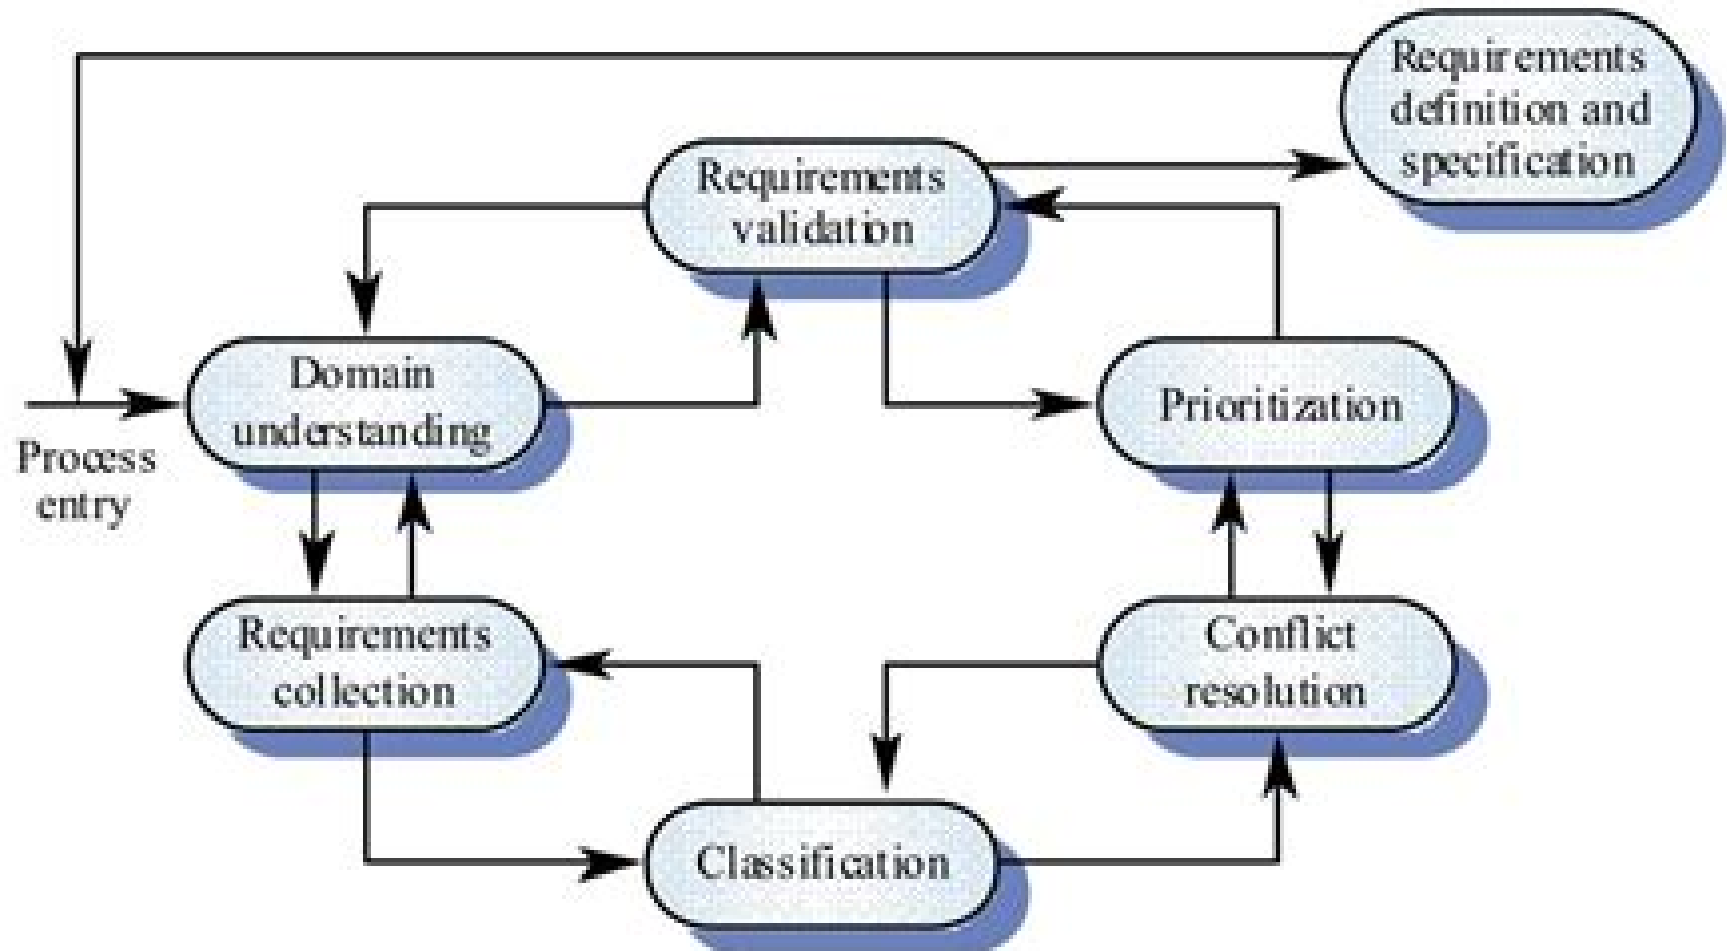 Requirements
definition and
specification
Requirements
validation
Domain
understanding
Process
entry
Prioritization
Requirements
collection
Conflict
resolution
Classification